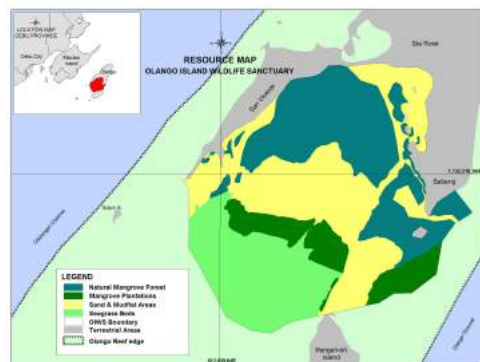 LOCATION MAP
CEBU PROVINCE
Cebu City
Mactan
Island
Olango
RESOURCE MAP
OLANGO ISLAND WILDLIFE SANCTUARY
Sta Rosa
San Vicente
Sabang
LEGEND
Natural Mangrove Forest
Mangrove Plantations
Sand & Mudflat Areas
Seagrass Beds
OIWS Boundary
Terrestrial Areas
Olango Reef edge
Island